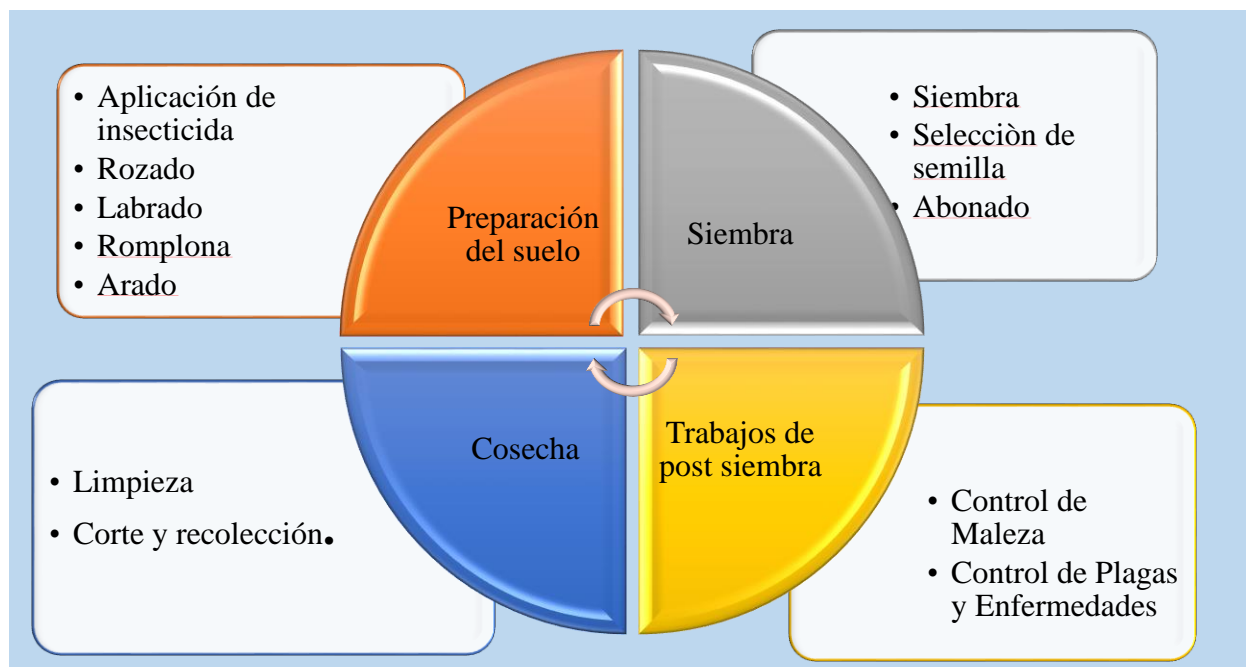 • Aplicación de
insecticida
• Rozado
• Labrado
• Romplona
• Arado
Preparación
del suelo
Siembra
• Siembra
• Selecciòn de
semilla
• Abonado
• Limpieza
• Corte y recolección.
Cosecha
Trabajos de
post siembra
• Control de
Maleza
• Control de Plagas
y Enfermedades